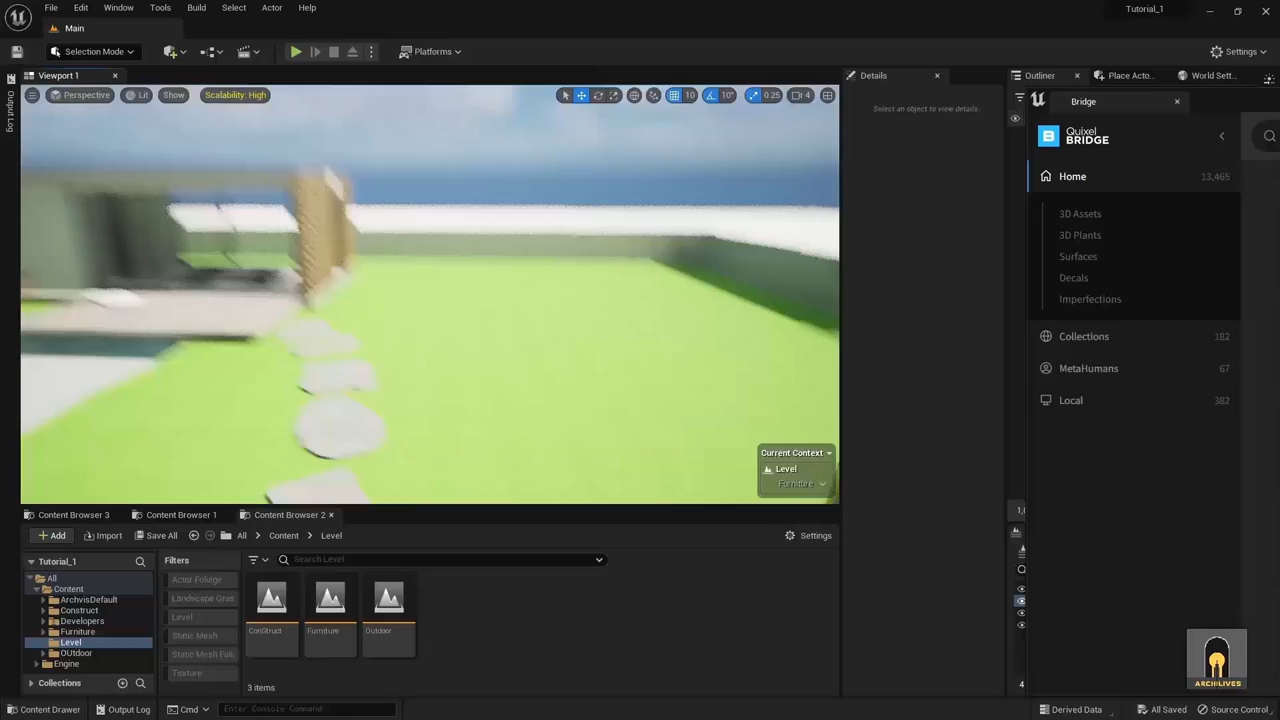 File Edit Window Tools Build Select Actor Help
Tutorial_1
Main
Selection Mode
Platforms
Settings
Viewport 1
Details
Outliner
Place Acto...
World Sett...
Output Log
Perspective
Lit
Show
Scalability: High
10
10°
0.25
4
Select an object to view details.
Bridge
Quixel
BRIDGE
Home 13,465
3D Assets
3D Plants
Surfaces
Decals
Imperfections
Collections 182
MetaHumans 67
Local 382
Current Context
Level
Furniture
Content Browser 3
Content Browser 1
Content Browser 2
Add
Import
Save All
All > Content > Level
Settings
Tutorial_1
Filters
Search Level
All
Content
ArchvisDefault
Construct
Developers
Furniture
Level
OUtdoor
Engine
Actor Foliage
Landscape Gras
Level
Static Mesh
Static Mesh Foli
Texture
ConStruct
Furniture
Outdoor
3 items
Collections
ARCHILIVES
Content Drawer
Output Log
Cmd
Enter Console Command
Derived Data
All Saved
Source Control